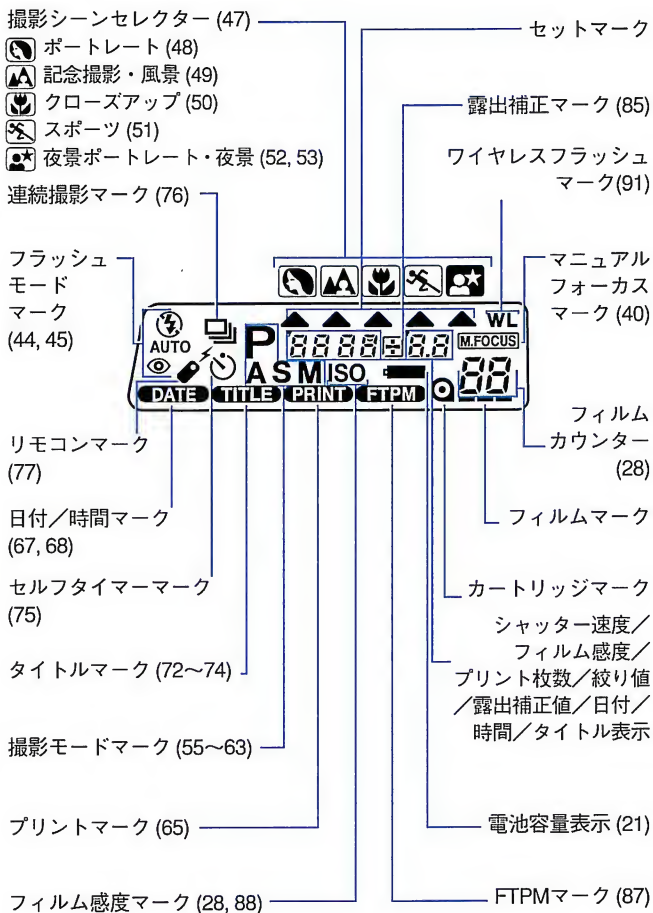 撮影シーンセレクター (47)
ポートレート (48)
記念撮影・風景 (49)
クローズアップ (50)
スポーツ (51)
夜景ポートレート・夜景 (52, 53)
連続撮影マーク (76)
フラッシュ
モード
マーク
(44, 45)
セットマーク
露出補正マーク (85)
ワイヤレスフラッシュ
マーク(91)
マニュアル
フォーカス
マーク (40)
WL
AUTO
P
88 88
8.8
M.FOCUS
A S M
ISO
88
DATE
TITLE
PRINT
FTPM
リモコンマーク
(77)
日付／時間マーク
(67, 68)
セルフタイマーマーク
(75)
タイトルマーク (72〜74)
撮影モードマーク (55〜63)
プリントマーク (65)
フィルム感度マーク (28, 88)
フィルム
カウンター
(28)
フィルムマーク
カートリッジマーク
シャッター速度／
フィルム感度／
プリント枚数／絞り値
／露出補正値／日付／
時間／タイトル表示
電池容量表示 (21)
FTPMマーク (87)